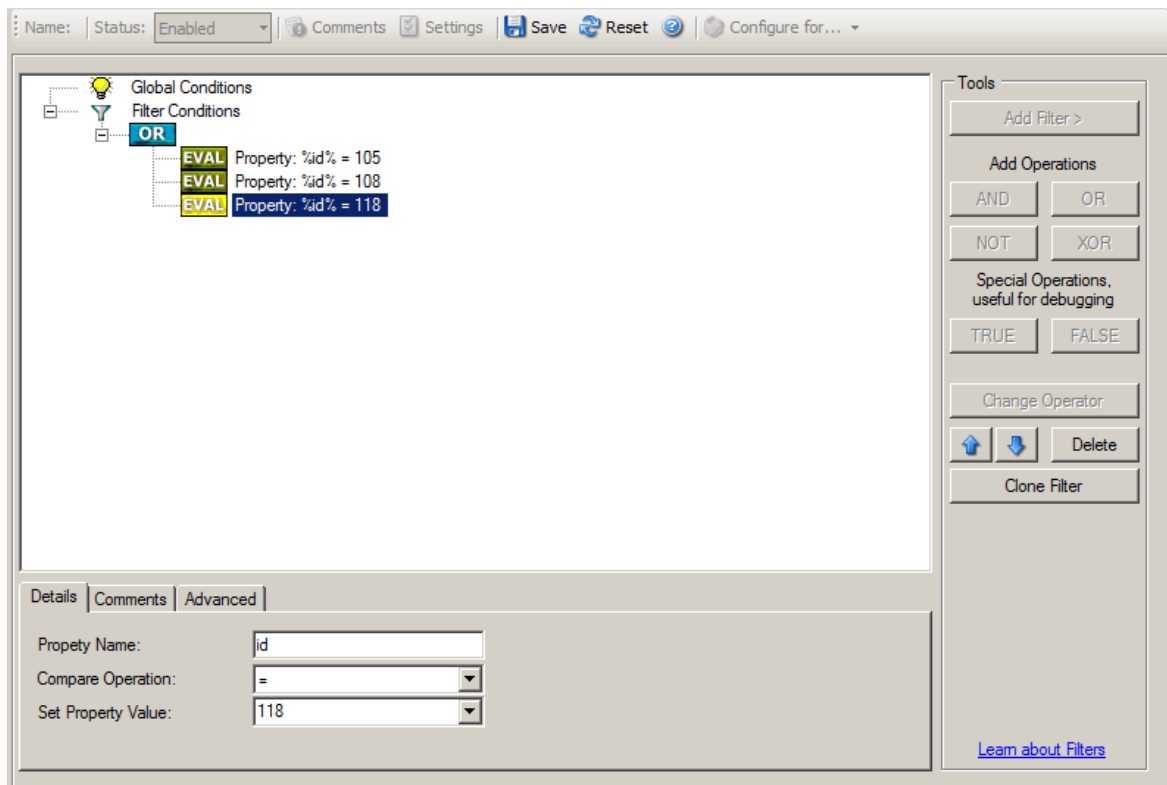 Name: Status: Enabled Comments Settings Save Reset Configure for...
Global Conditions
Filter Conditions
OR
EVAL Property: %id% = 105
EVAL Property: %id% = 108
EVAL Property: %id% = 118
Tools
Add Filter >
Add Operations
AND OR
NOT XOR
Special Operations,
useful for debugging
TRUE FALSE
Change Operator
Delete
Clone Filter
Learn about Filters
Details Comments Advanced
Propety Name: id
Compare Operation: =
Set Property Value: 118